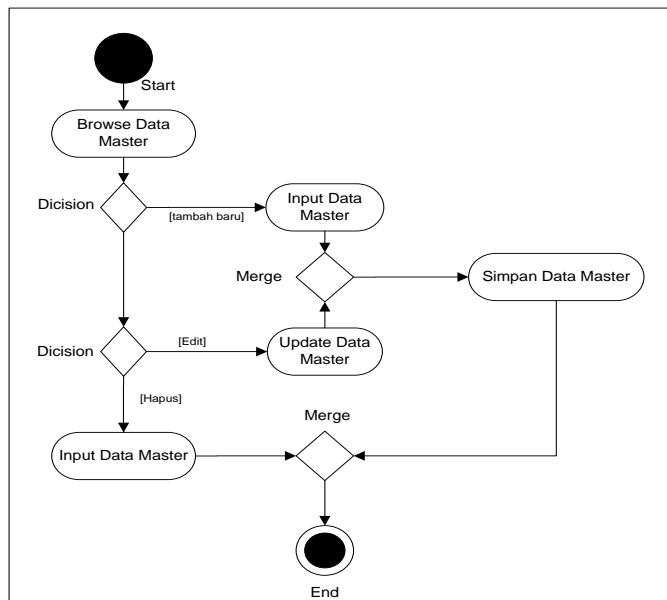 Start
Browse Data
Master
Dicision
[tambah baru]
Input Data
Master
Merge
Simpan Data Master
Dicision
[Edit]
Update Data
Master
[Hapus]
Merge
Input Data Master
End